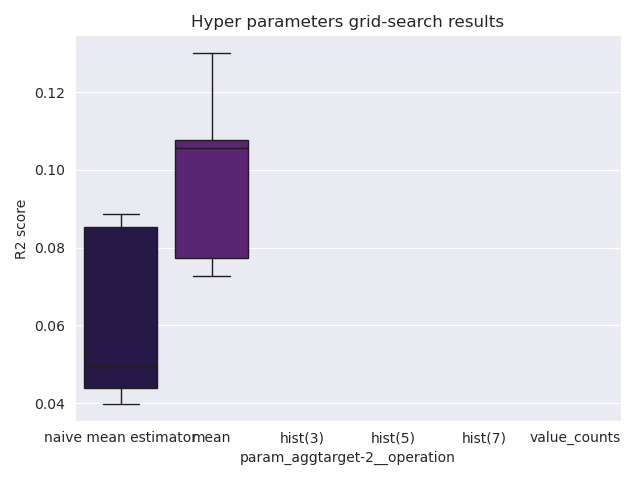 Hyper parameters grid-search results
R2 score
0.12
0.10
0.08
0.06
0.04
naive mean estimator mean hist(3) hist(5) hist(7) value_counts
param_aggtarget-2__operation